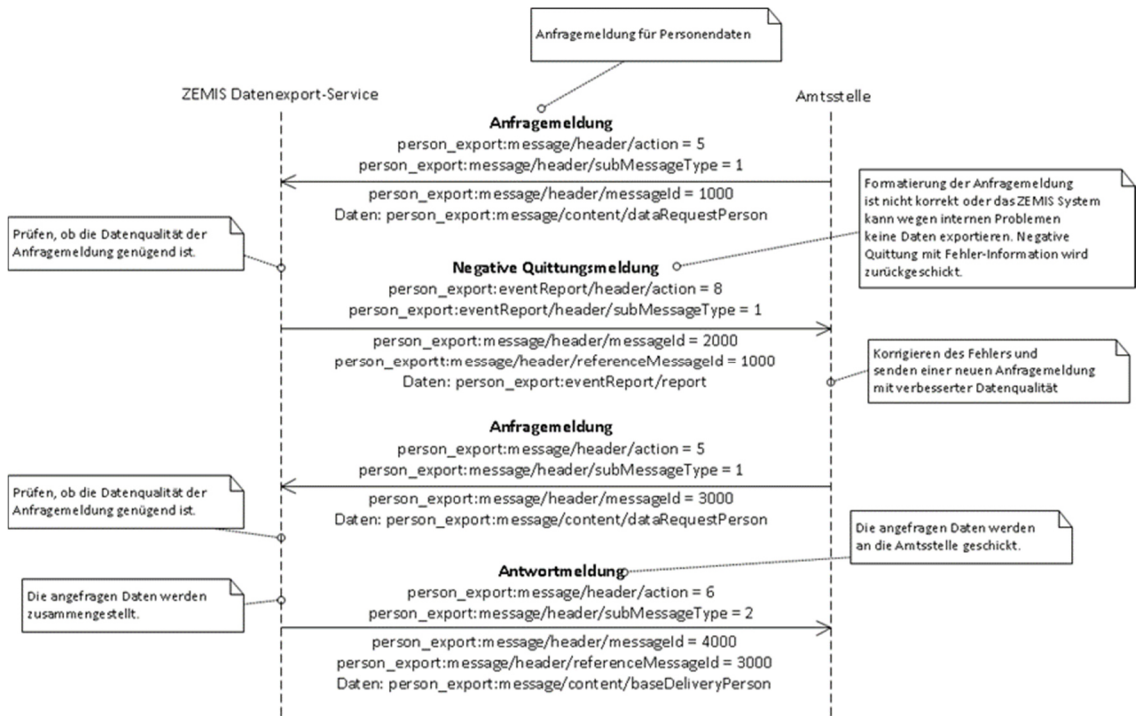 Anfragemeldung für Personendaten
ZEMIS Datenexport-Service
Amtsstelle
Anfragemeldung
person_export:message/header/action = 5
person_export:message/header/subMessageType = 1
person_export:message/header/messageId = 1000
Daten: person_export:message/content/dataRequestPerson
Formatierung der Anfragemeldung
ist nicht korrekt oder das ZEMIS System
kann wegen internen Problemen
keine Daten exportieren. Negative
Quittung mit Fehler-Information wird
zurückgeschickt.
Prüfen, ob die Datenqualität der
Anfragemeldung genügend ist.
Negative Quittungsmeldung
person_export:eventReport/header/action = 8
person_export:eventReport/header/subMessageType = 1
person_export:message/header/messageId = 2000
person_exportt:message/header/referenceMessageId = 1000
Daten: person_export:eventReport/report
Korrigieren des Fehlers und
senden einer neuen Anfragemeldung
mit verbesserter Datenqualität
Anfragemeldung
person_export:message/header/action = 5
person_export:message/header/subMessageType = 1
person_export:message/header/messageId = 3000
Daten: person_export:message/content/dataRequestPerson
Prüfen, ob die Datenqualität der
Anfragemeldung genügend ist.
Die angefragen Daten werden
an die Amtsstelle geschickt.
Antwortmeldung
person_export:message/header/action = 6
person_export:message/header/subMessageType = 2
person_export:message/header/messageId = 4000
person_export:message/header/referenceMessageId = 3000
Daten: person_export:message/content/baseDeliveryPerson
Die angefragen Daten werden
zusammengestellt.